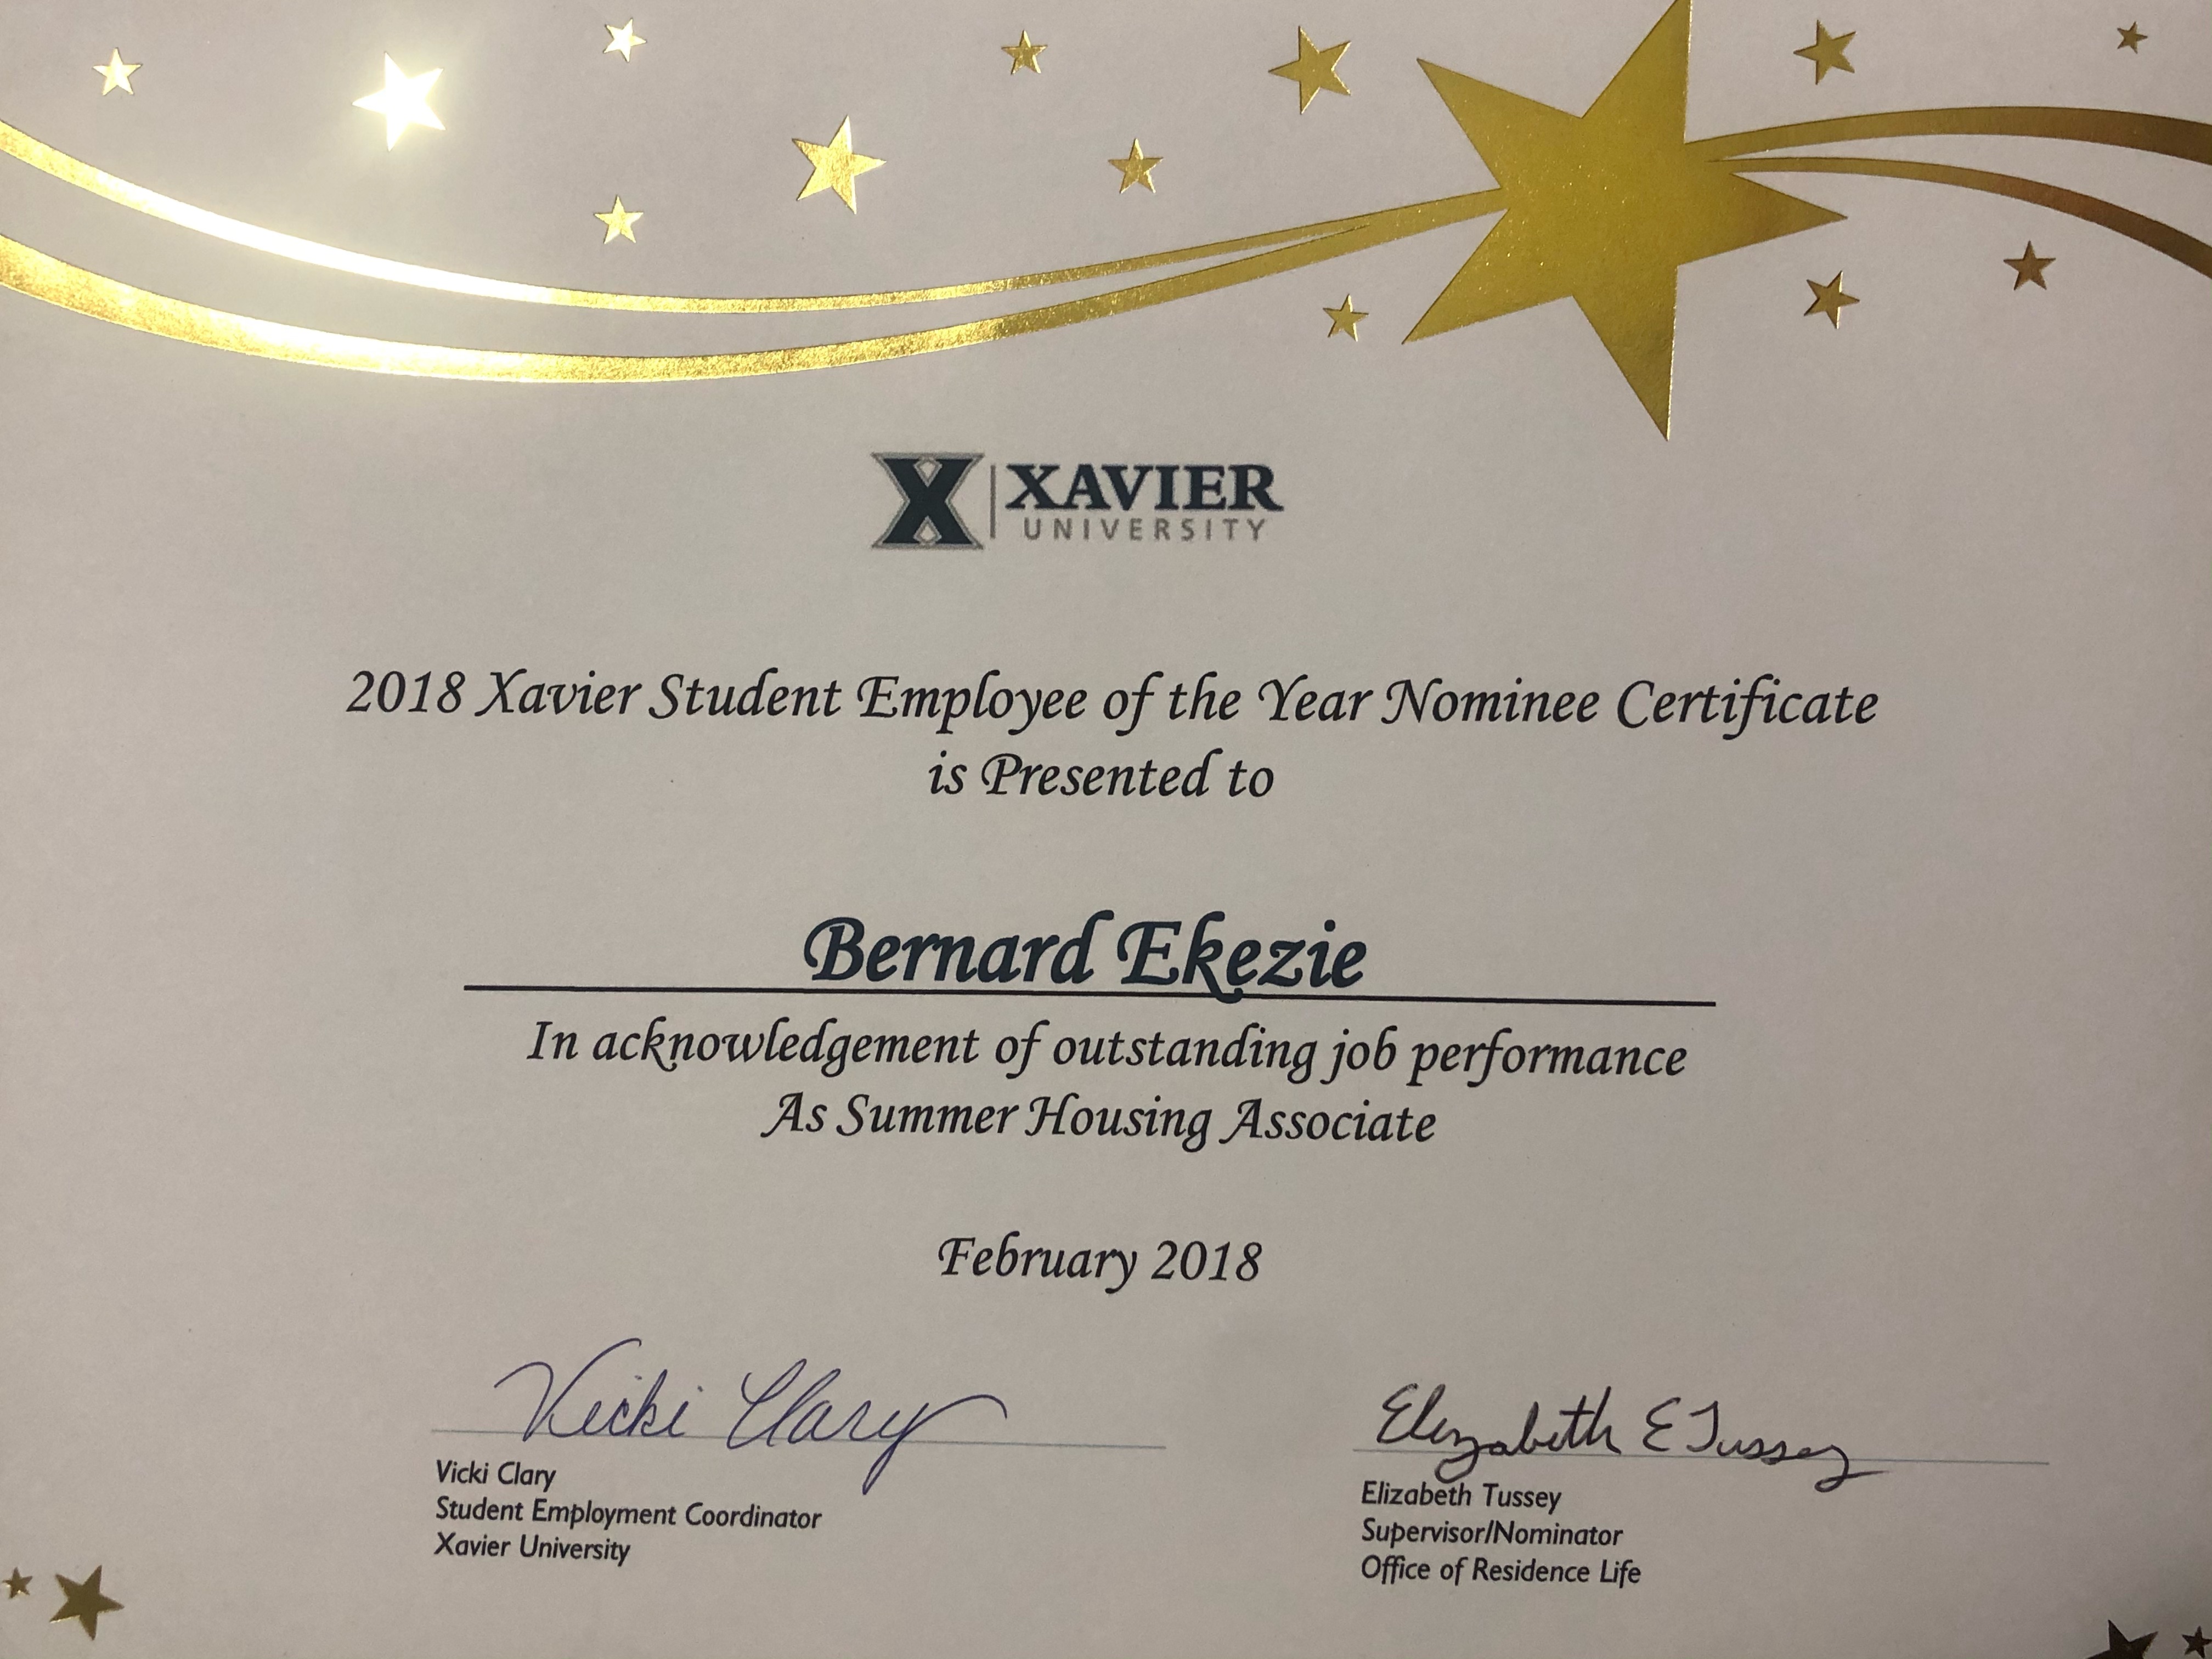 X XAVIER
UNIVERSITY
2018 Xavier Student Employee of the Year Nominee Certificate
is Presented to
Bernard Ekezie
In acknowledgement of outstanding job performance
As Summer Housing Associate
February 2018
Vicki Clary
Vicki Clary
Student Employment Coordinator
Xavier University
Elizabeth E Tussey
Elizabeth Tussey
Supervisor/Nominator
Office of Residence Life